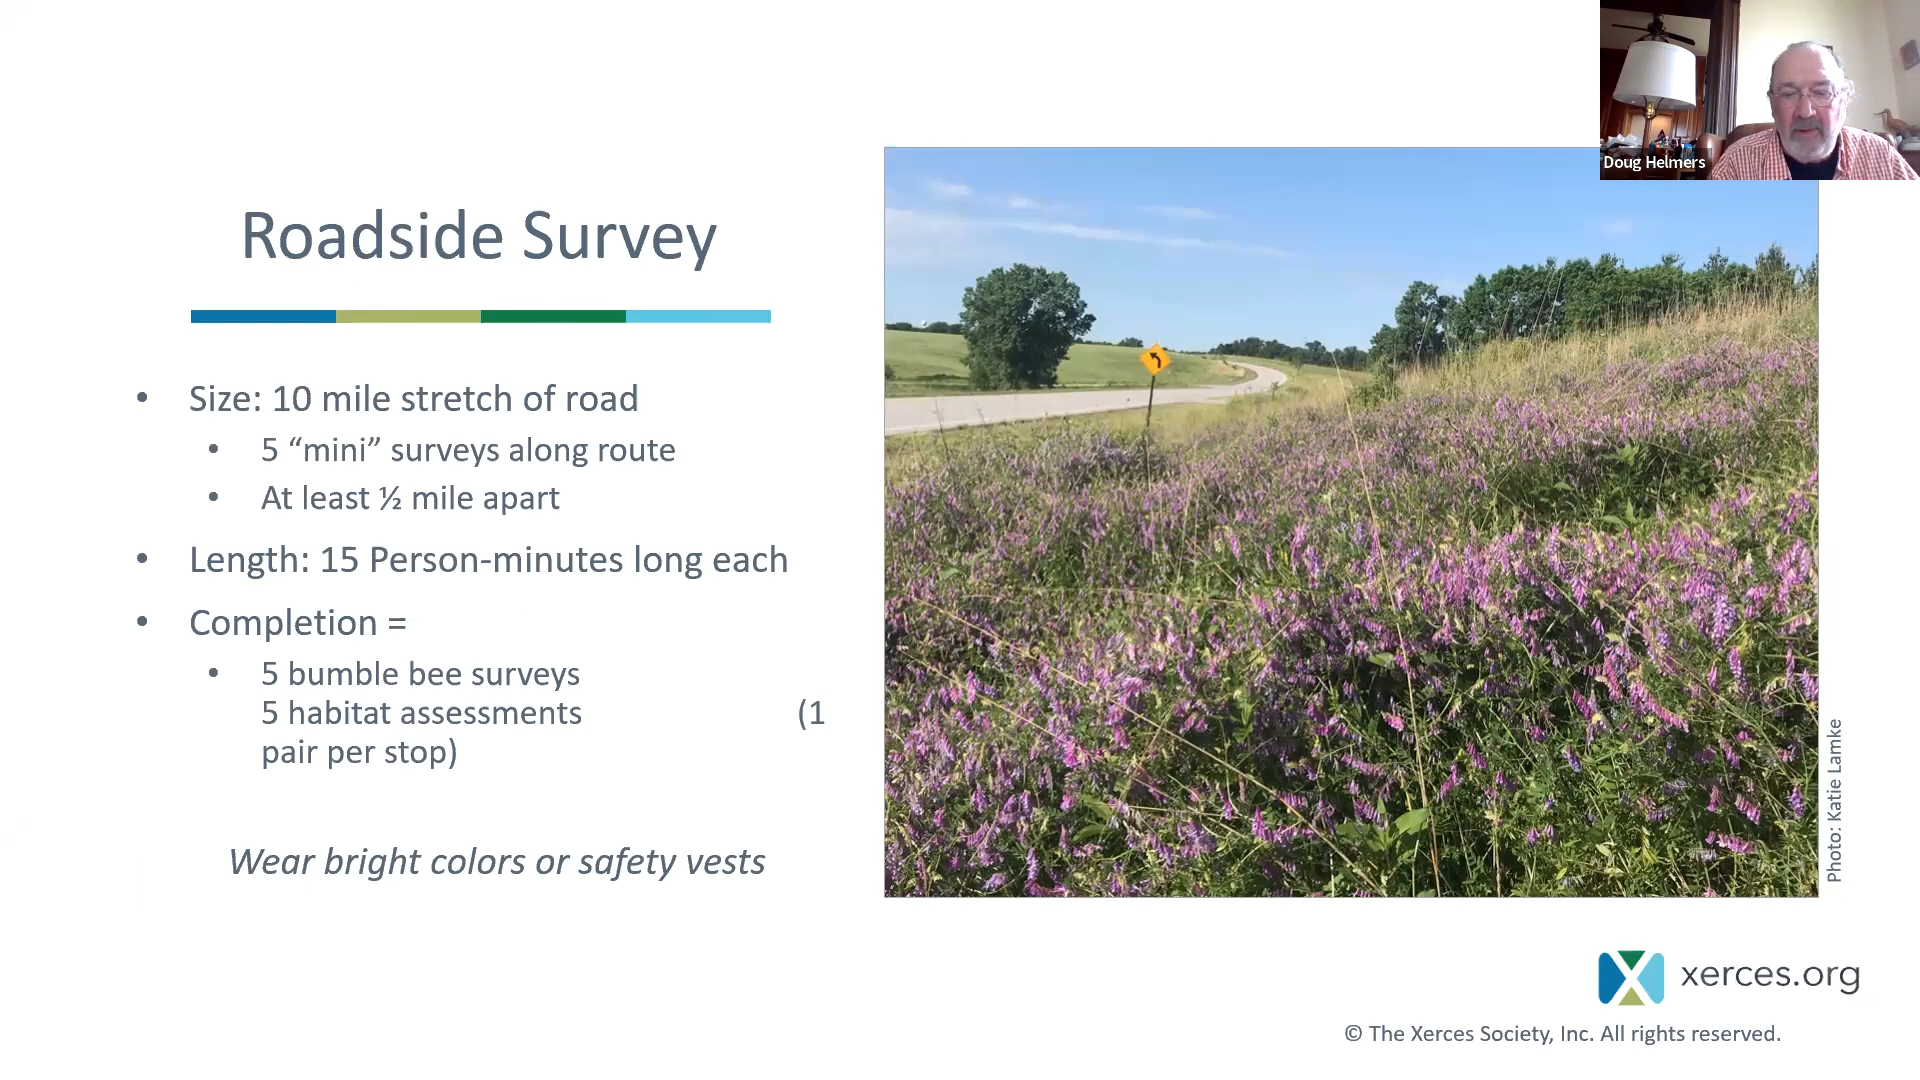 Doug Helmers
Roadside Survey
• Size: 10 mile stretch of road
• 5 “mini” surveys along route
• At least ½ mile apart
• Length: 15 Person-minutes long each
• Completion =
• 5 bumble bee surveys
5 habitat assessments (1
pair per stop)
Wear bright colors or safety vests
Photo: Katie Lamke
xerces.org
© The Xerces Society, Inc. All rights reserved.